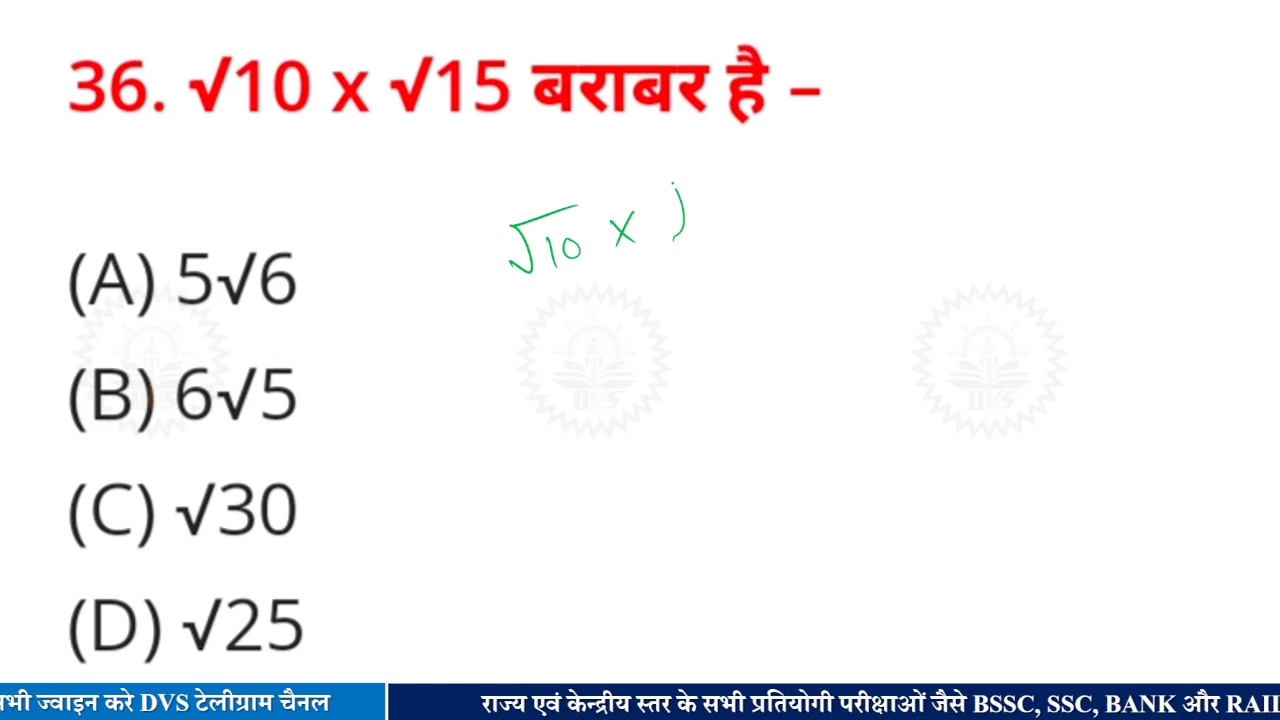 36. √10 x √15 बराबर है –
√10 x
(A) 5√6
(B) 6√5
(C) √30
(D) √25
भी ज्वाइन करे DVS टेलीग्राम चैनल
राज्य एवं केन्द्रीय स्तर के सभी प्रतियोगी परीक्षाओं जैसे BSSC, SSC, BANK और RAI